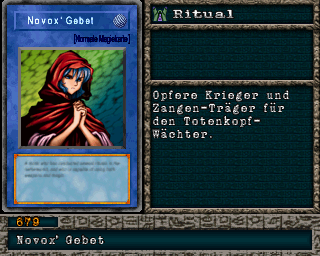 Novox' Gebet
[Normale Magiekarte]
Ritual
Opfere Krieger und
Zangen-Träger für
den Totenkopf-
Wächter.
679
Novox' Gebet